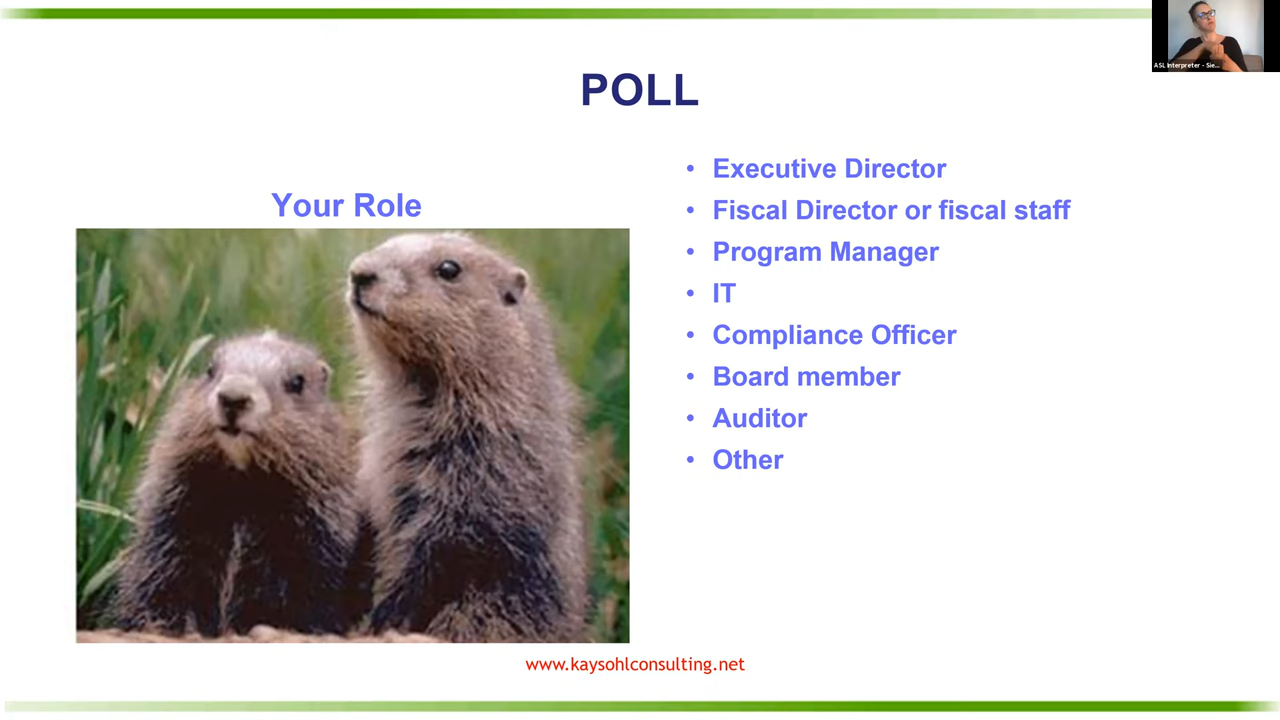 ASL Interpreter - Sie...
POLL
Your Role
• Executive Director
• Fiscal Director or fiscal staff
• Program Manager
• IT
• Compliance Officer
• Board member
• Auditor
• Other
www.kaysohlconsulting.net